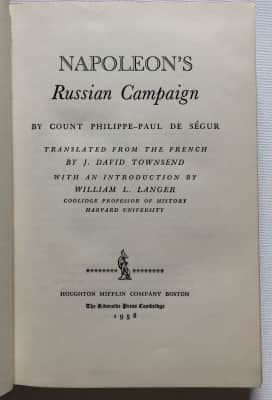 NAPOLEON'S
Russian Campaign
BY COUNT PHILIPPE-PAUL DE SÉGUR
TRANSLATED FROM THE FRENCH
BY J. DAVID TOWNSEND
WITH AN INTRODUCTION BY
WILLIAM L. LANGER
COOLIDGE PROFESSOR OF HISTORY
HARVARD UNIVERSITY
HOUGHTON MIFFLIN COMPANY BOSTON
The Riverside Press Cambridge
1958